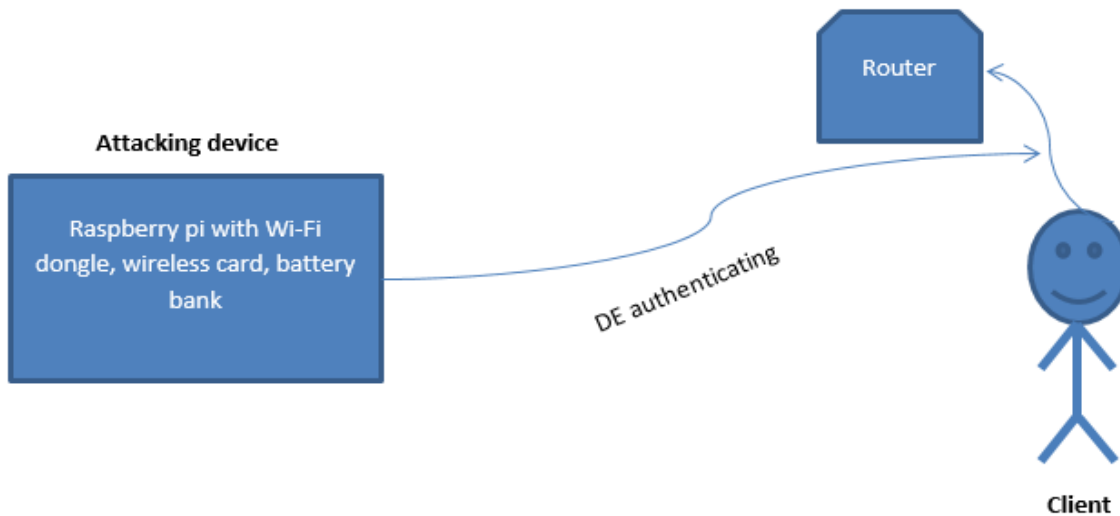 Router
Attacking device
Raspberry pi with Wi-Fi
dongle, wireless card, battery
bank
DE authenticating
Client